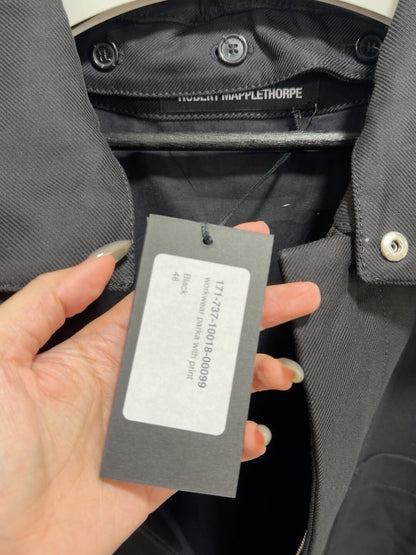 ROBERT MAPPLETHORPE
171-737-10018-00099
workwear parka with print
Black
48